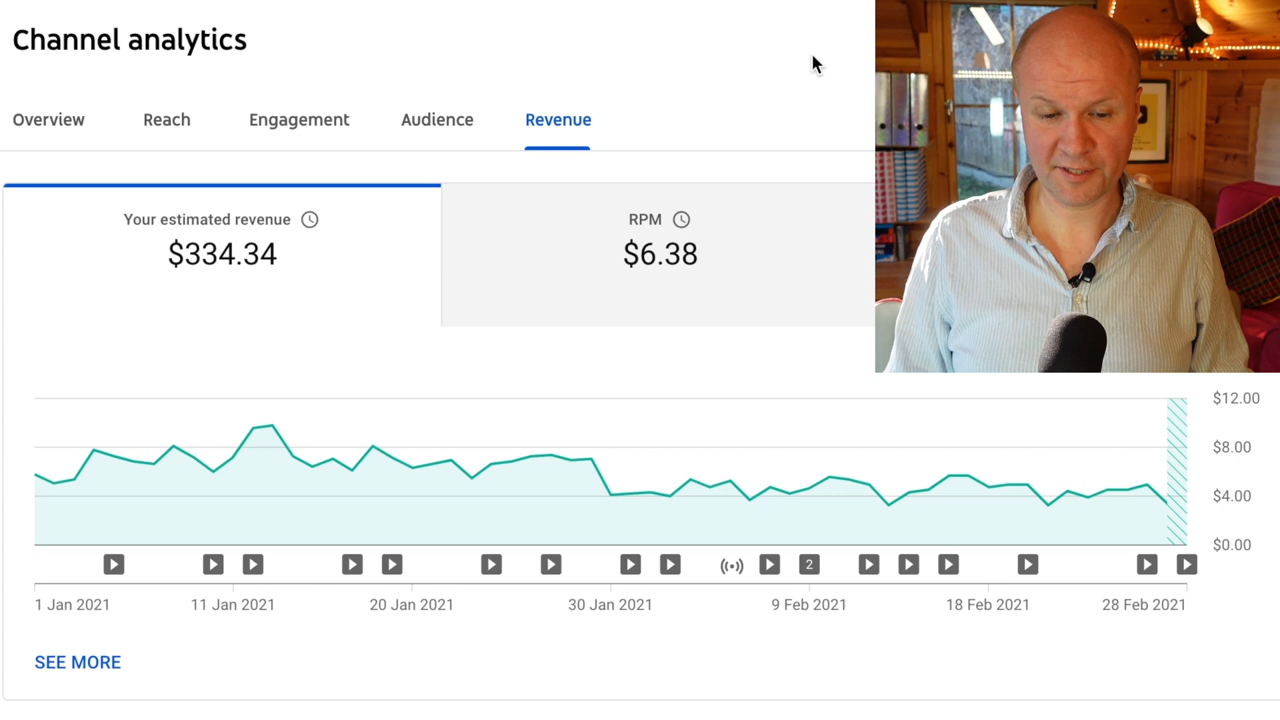 Channel analytics
Overview Reach Engagement Audience Revenue
Your estimated revenue
$334.34
RPM
$6.38
$12.00
$8.00
$4.00
$0.00
2
1 Jan 2021 11 Jan 2021 20 Jan 2021 30 Jan 2021 9 Feb 2021 18 Feb 2021 28 Feb 2021
SEE MORE